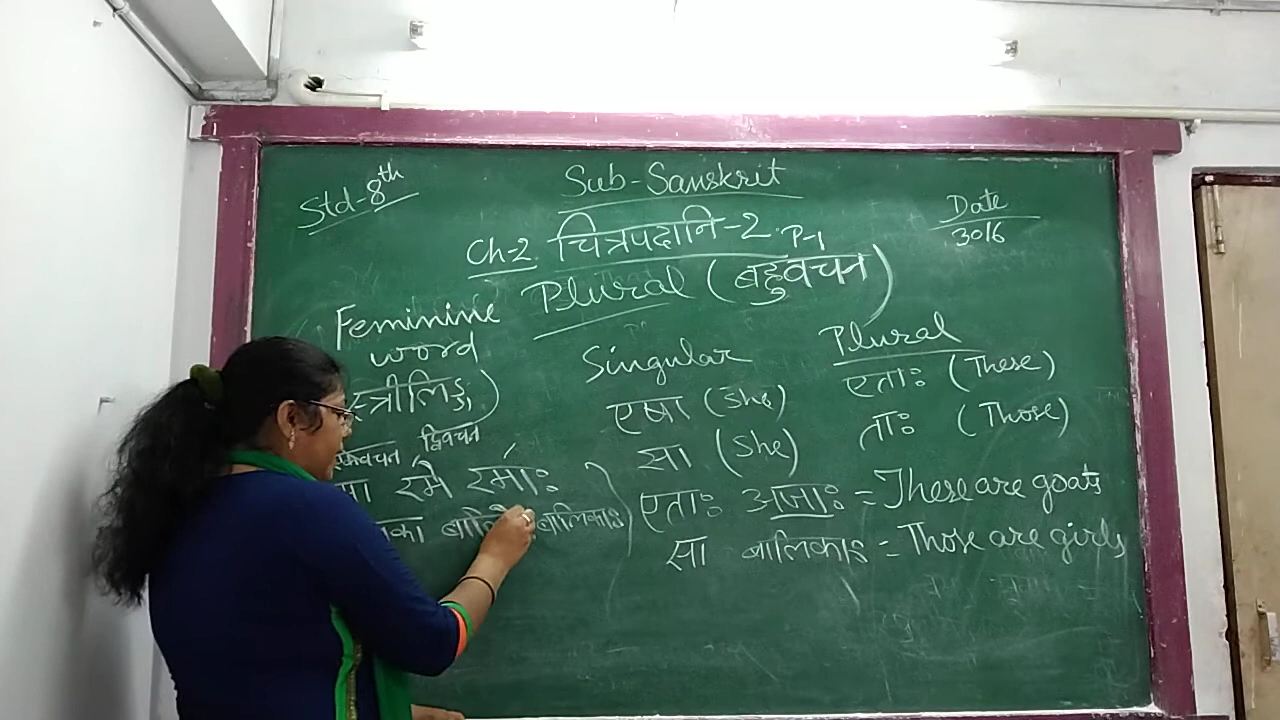 Std-8th
Sub-Sanskrit
Date
30/6
Ch-2 चित्रपदानि-2 P-1
Plural (बहुवचन)
Feminine
word
स्त्रीलिङ्ग)
द्विवचन
रमे रमाः
बालिकाः
Singular
एषा (She)
सा (She)
Plural
एताः (These)
ताः (Those)
एताः अजाः = These are goats
सा बालिकाः = Those are girls